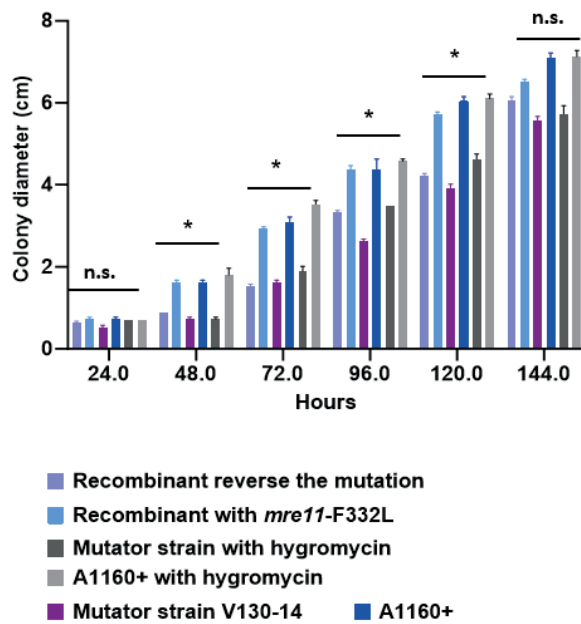 8
6
4
2
0
Colony diameter (cm)
n.s.
*
*
*
*
n.s.
24.0 48.0 72.0 96.0 120.0 144.0
Hours
Recombinant reverse the mutation
Recombinant with mre11-F332L
Mutator strain with hygromycin
A1160+ with hygromycin
Mutator strain V130-14 A1160+